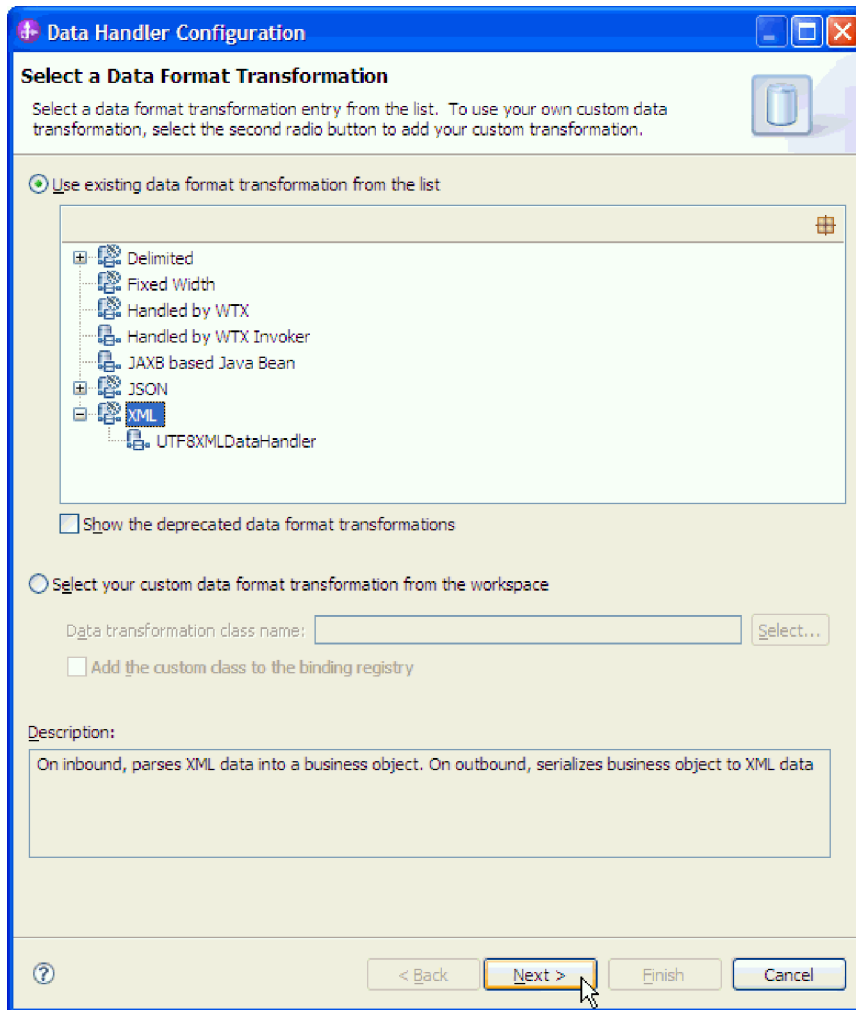 Data Handler Configuration
Select a Data Format Transformation
Select a data format transformation entry from the list. To use your own custom data
transformation, select the second radio button to add your custom transformation.
Use existing data format transformation from the list
Delimited
Fixed Width
Handled by WTX
Handled by WTX Invoker
JAXB based Java Bean
JSON
XML
UTF8XMLDataHandler
Show the deprecated data format transformations
Select your custom data format transformation from the workspace
Data transformation class name:
Select...
Add the custom class to the binding registry
Description:
On inbound, parses XML data into a business object. On outbound, serializes business object to XML data
< Back
Next >
Finish
Cancel